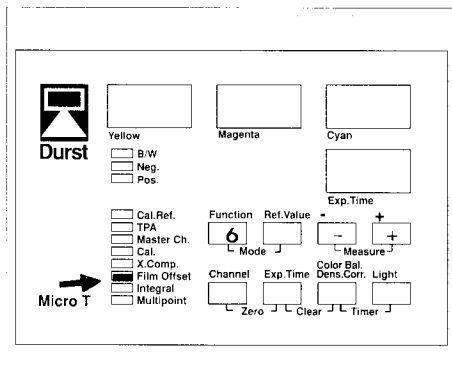 Yellow
Magenta
Cyan
Durst
B/W
Neg.
Pos.
Exp.Time
Cal.Ref.
TPA
Master Ch.
Cal.
X.Comp.
Film Offset
Integral
Multipoint
Micro T
Function
Ref.Value
-
+
6
-
+
Mode
Measure
Channel
Exp.Time
Color Bal.
Dens.Corr.
Light
Zero
Clear
Timer